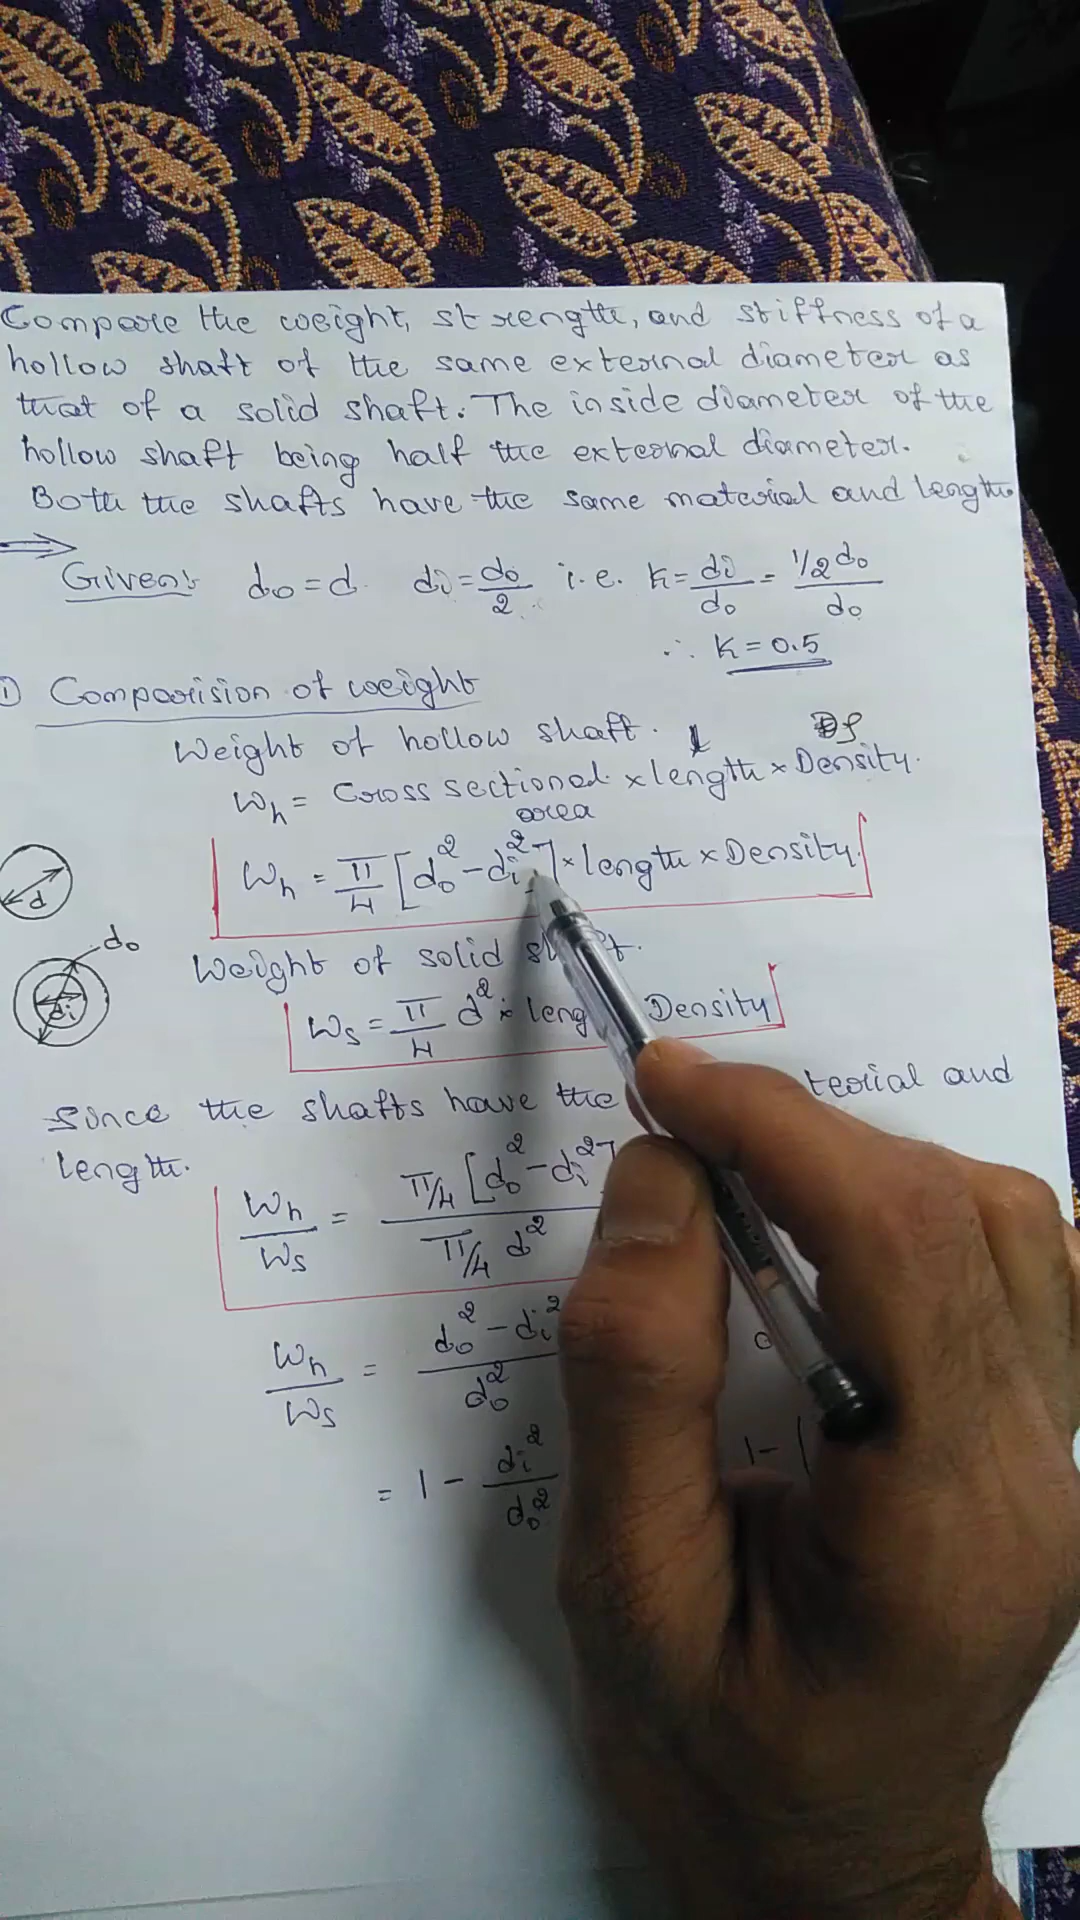 Compare the weight, strength, and stiffness of a
hollow shaft of the same external diameter as
that of a solid shaft. The inside diameter of the
hollow shaft being half the external diameter.
Both the shafts have the same material and length
Given: do = d. di = do/2 i.e. K = di/do = 1/2 do/do
∴ K = 0.5
① Comparision of weight
Weight of hollow shaft.
L ρ
Wh = Cross sectional area × length × Density.
Wh = π/4 [do² - di²] × length × Density.
d
do
di
Weight of solid
Ws = π/4 d² × leng Density
Since the shafts have the terial and
length.
Wh/Ws = π/4 [do² - di²] / π/4 d²
Wh/Ws = do² - di² / do²
= 1 - di²/do² 1 -